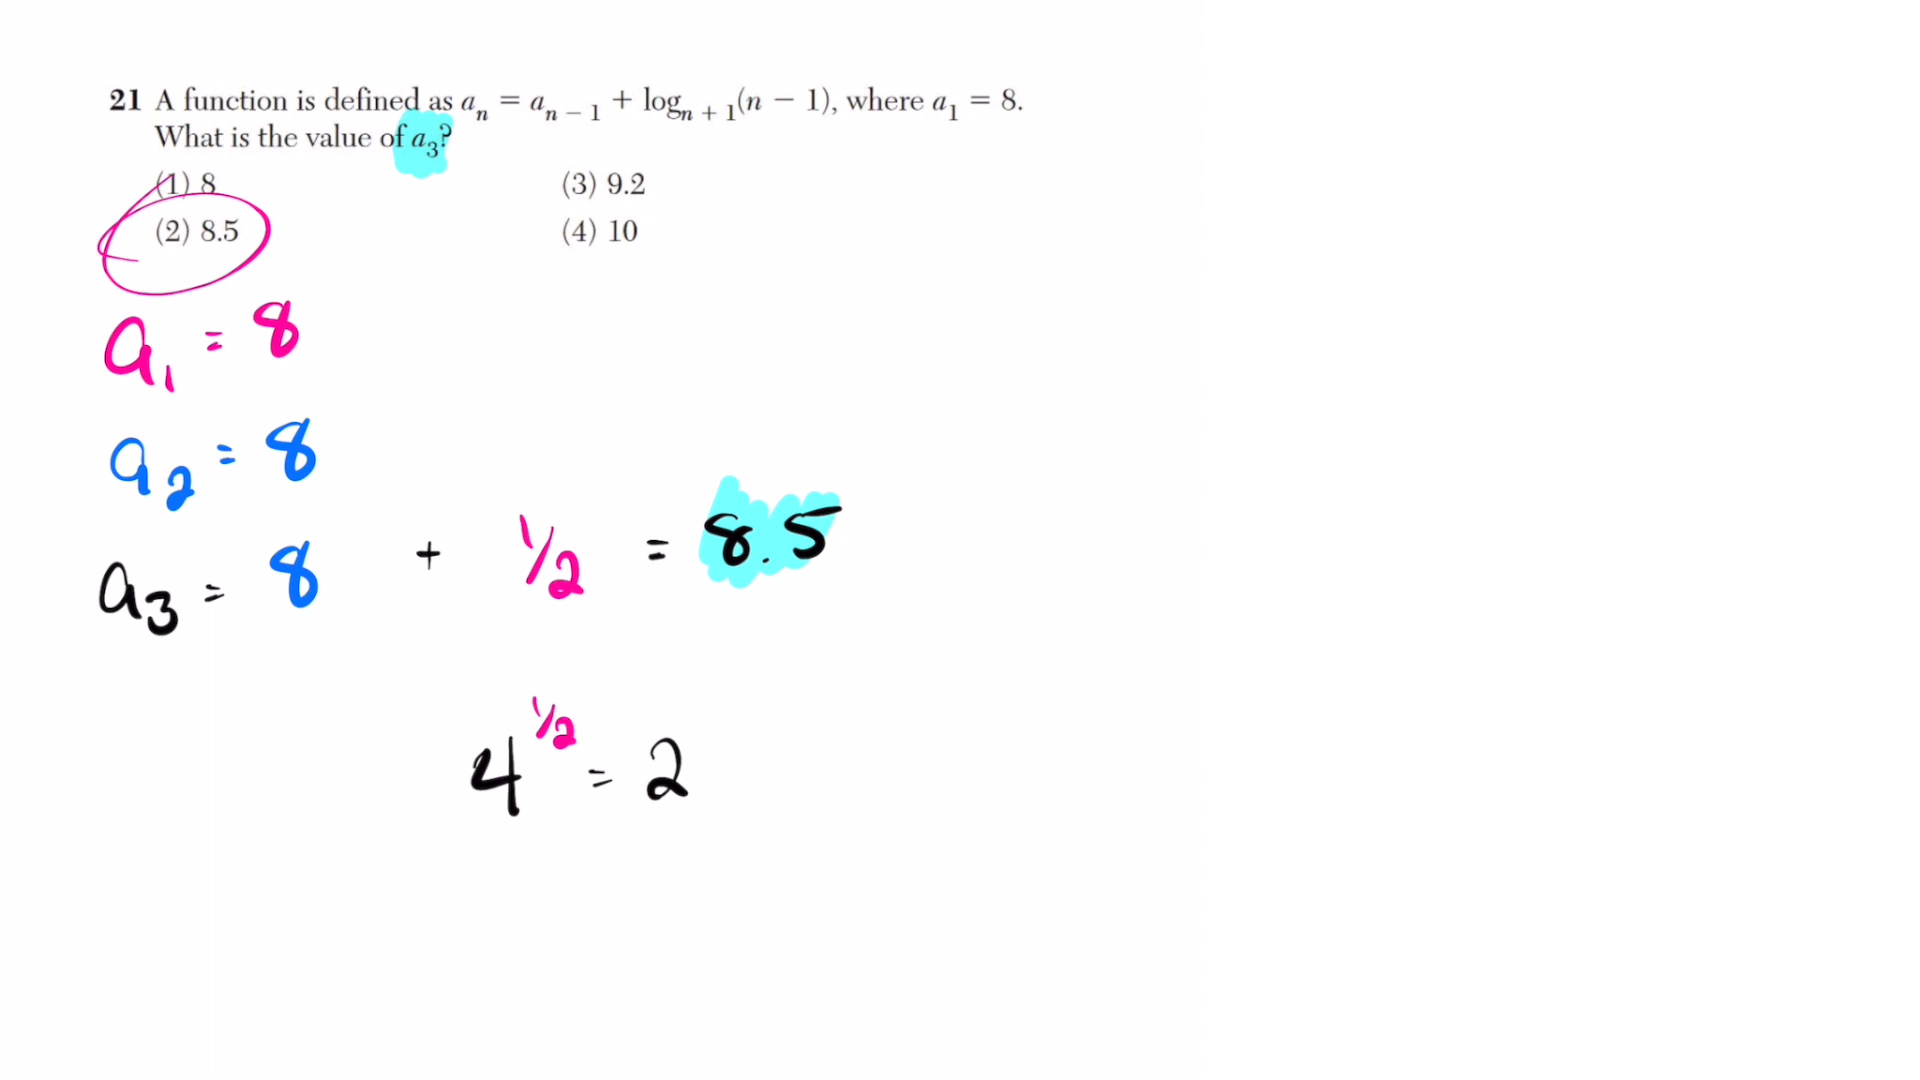 21 A function is defined as aₙ = aₙ ₋ ₁ + logₙ ₊ ₁(n − 1), where a₁ = 8.
What is the value of a₃?
(1) 8 (3) 9.2
(2) 8.5 (4) 10
a₁ = 8
a₂ = 8
a₃ = 8 + 1/2 = 8.5
4^1/2 = 2